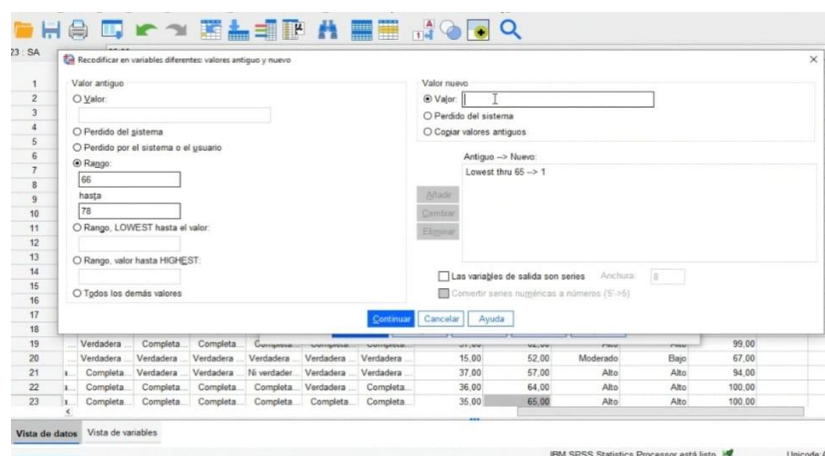 23 : SA
Recodificar en variables diferentes: valores antiguo y nuevo
Valor antiguo
Valor:
Perdido del sistema
Perdido por el sistema o el usuario
Rango:
66
hasta
78
Rango, LOWEST hasta el valor:
Rango, valor hasta HIGHEST:
Todos los demás valores
Valor nuevo
Valor:
Perdido del sistema
Copiar valores antiguos
Antiguo --> Nuevo:
Lowest thru 65 --> 1
Añadir
Cambiar
Eliminar
Las variables de salida son series Anchura: 8
Convertir series numéricas a números ('5'->5)
Continuar Cancelar Ayuda
1
2
3
4
5
6
7
8
9
10
11
12
13
14
15
16
17
18
19 Verdadera ... Completa... Completa... 99,00
20 Verdadera ... Completa... Verdadera ... Verdadera ... Verdadera ... Verdadera ... 15,00 52,00 Moderado Bajo 67,00
21 Completa... Verdadera ... Verdadera ... Ni verdader... Verdadera ... Completa... 37,00 57,00 Alto Alto 94,00
22 Completa... Completa... Completa... Completa... Verdadera ... Completa... 36,00 64,00 Alto Alto 100,00
23 Completa... Completa... Completa... Completa... Completa... Completa... 35,00 65,00 Alto Alto 100,00
Vista de datos Vista de variables
IBM SPSS Statistics Processor está listo